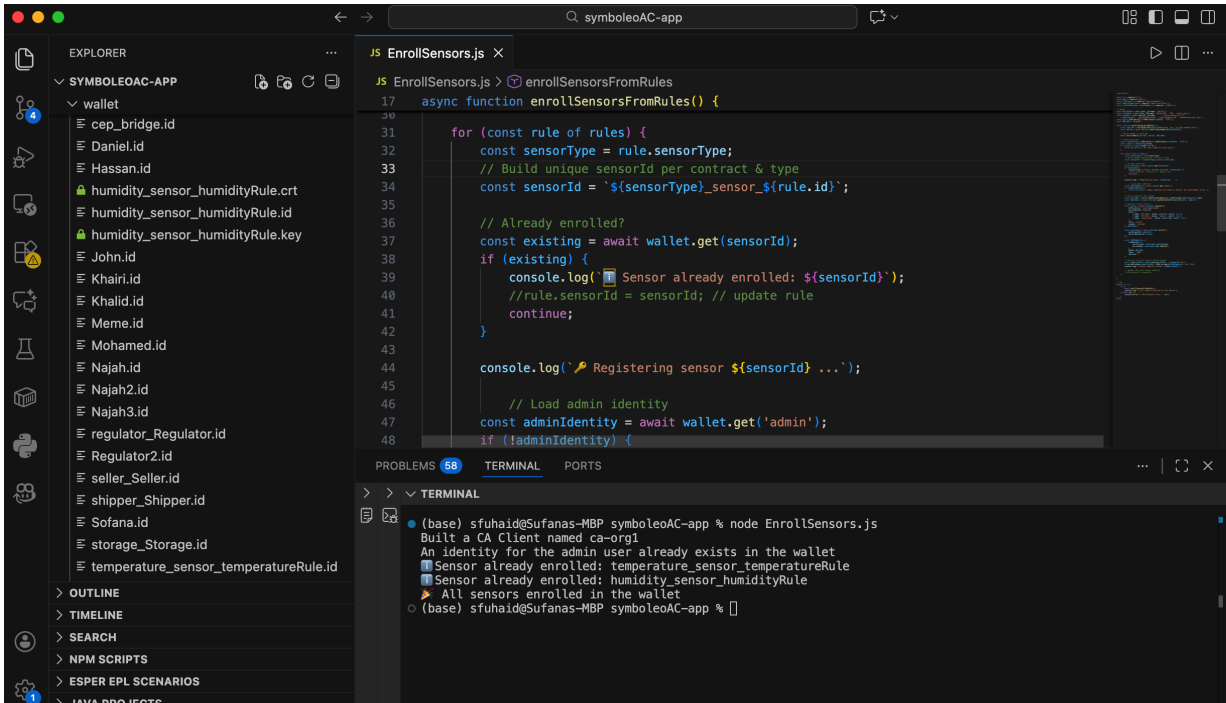 symboleoAC-app
EXPLORER
SYMBOLEOAC-APP
wallet
cep_bridge.id
Daniel.id
Hassan.id
humidity_sensor_humidityRule.crt
humidity_sensor_humidityRule.id
humidity_sensor_humidityRule.key
John.id
Khairi.id
Khalid.id
Meme.id
Mohamed.id
Najah.id
Najah2.id
Najah3.id
regulator_Regulator.id
Regulator2.id
seller_Seller.id
shipper_Shipper.id
Sofana.id
storage_Storage.id
temperature_sensor_temperatureRule.id
OUTLINE
TIMELINE
SEARCH
NPM SCRIPTS
ESPER EPL SCENARIOS
JAVA PROJECTS
4
1
JS EnrollSensors.js
JS EnrollSensors.js > enrollSensorsFromRules
17 async function enrollSensorsFromRules() {
30
31 for (const rule of rules) {
32 const sensorType = rule.sensorType;
33 // Build unique sensorId per contract & type
34 const sensorId = `${sensorType}_sensor_${rule.id}`;
35
36 // Already enrolled?
37 const existing = await wallet.get(sensorId);
38 if (existing) {
39 console.log(`ℹ️ Sensor already enrolled: ${sensorId}`);
40 //rule.sensorId = sensorId; // update rule
41 continue;
42 }
43
44 console.log(`🔑 Registering sensor ${sensorId} ...`);
45
46 // Load admin identity
47 const adminIdentity = await wallet.get('admin');
48 if (!adminIdentity) {
PROBLEMS 58 TERMINAL PORTS
TERMINAL
(base) sfuhaid@Sufanas-MBP symboleoAC-app % node EnrollSensors.js
Built a CA Client named ca-org1
An identity for the admin user already exists in the wallet
ℹ️Sensor already enrolled: temperature_sensor_temperatureRule
ℹ️Sensor already enrolled: humidity_sensor_humidityRule
🎉 All sensors enrolled in the wallet
(base) sfuhaid@Sufanas-MBP symboleoAC-app %